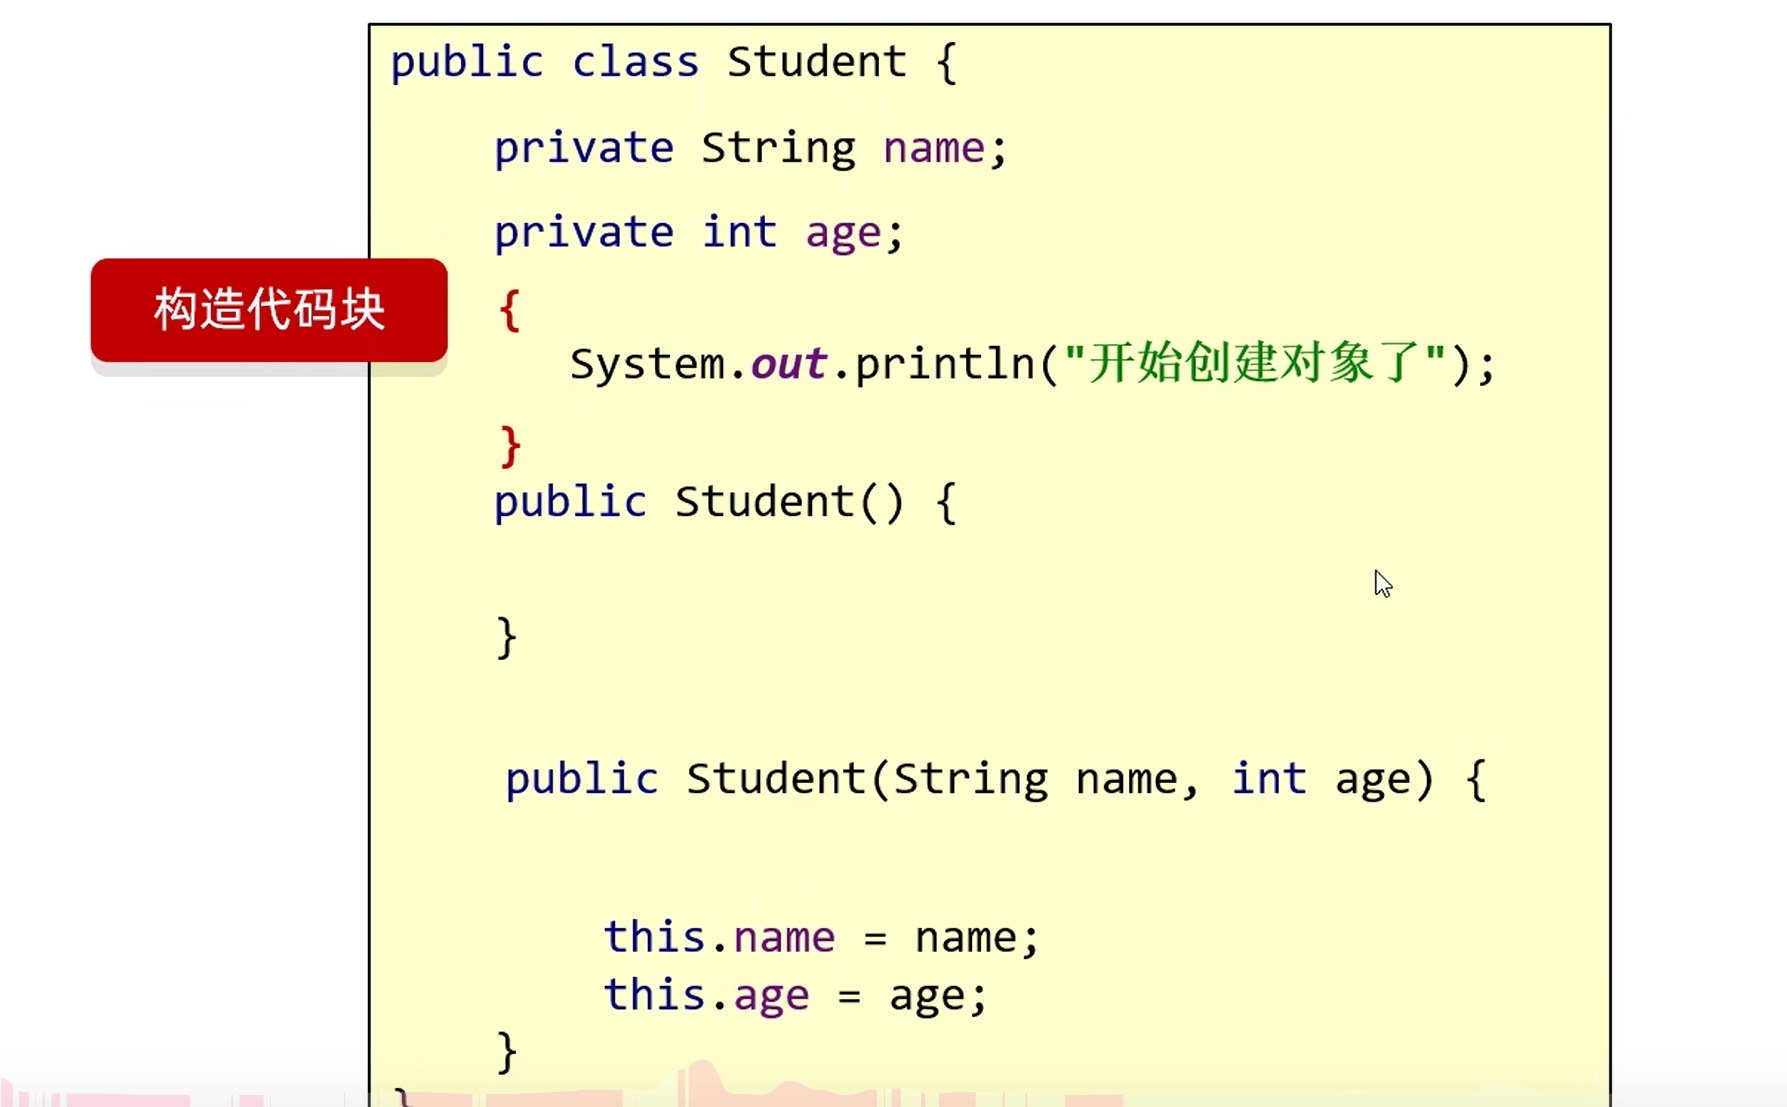 public class Student {
private String name;
private int age;
构造代码块
{
System.out.println("开始创建对象了");
}
public Student() {
}
public Student(String name, int age) {
this.name = name;
this.age = age;
}
}